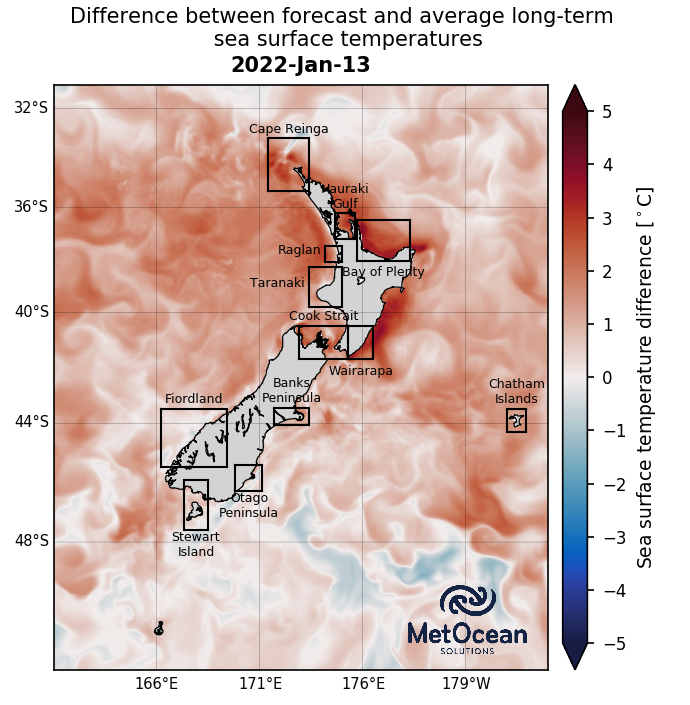 Difference between forecast and average long-term
sea surface temperatures
2022-Jan-13
32°S
36°S
40°S
44°S
48°S
Cape Reinga
Hauraki
Gulf
Raglan
Bay of Plenty
Taranaki
Cook Strait
Wairarapa
Banks
Peninsula
Fiordland
Chatham
Islands
Otago
Peninsula
Stewart
Island
MetOcean
SOLUTIONS
166°E
171°E
176°E
179°W
5
4
3
2
1
0
−1
−2
−3
−4
−5
Sea surface temperature difference [°C]